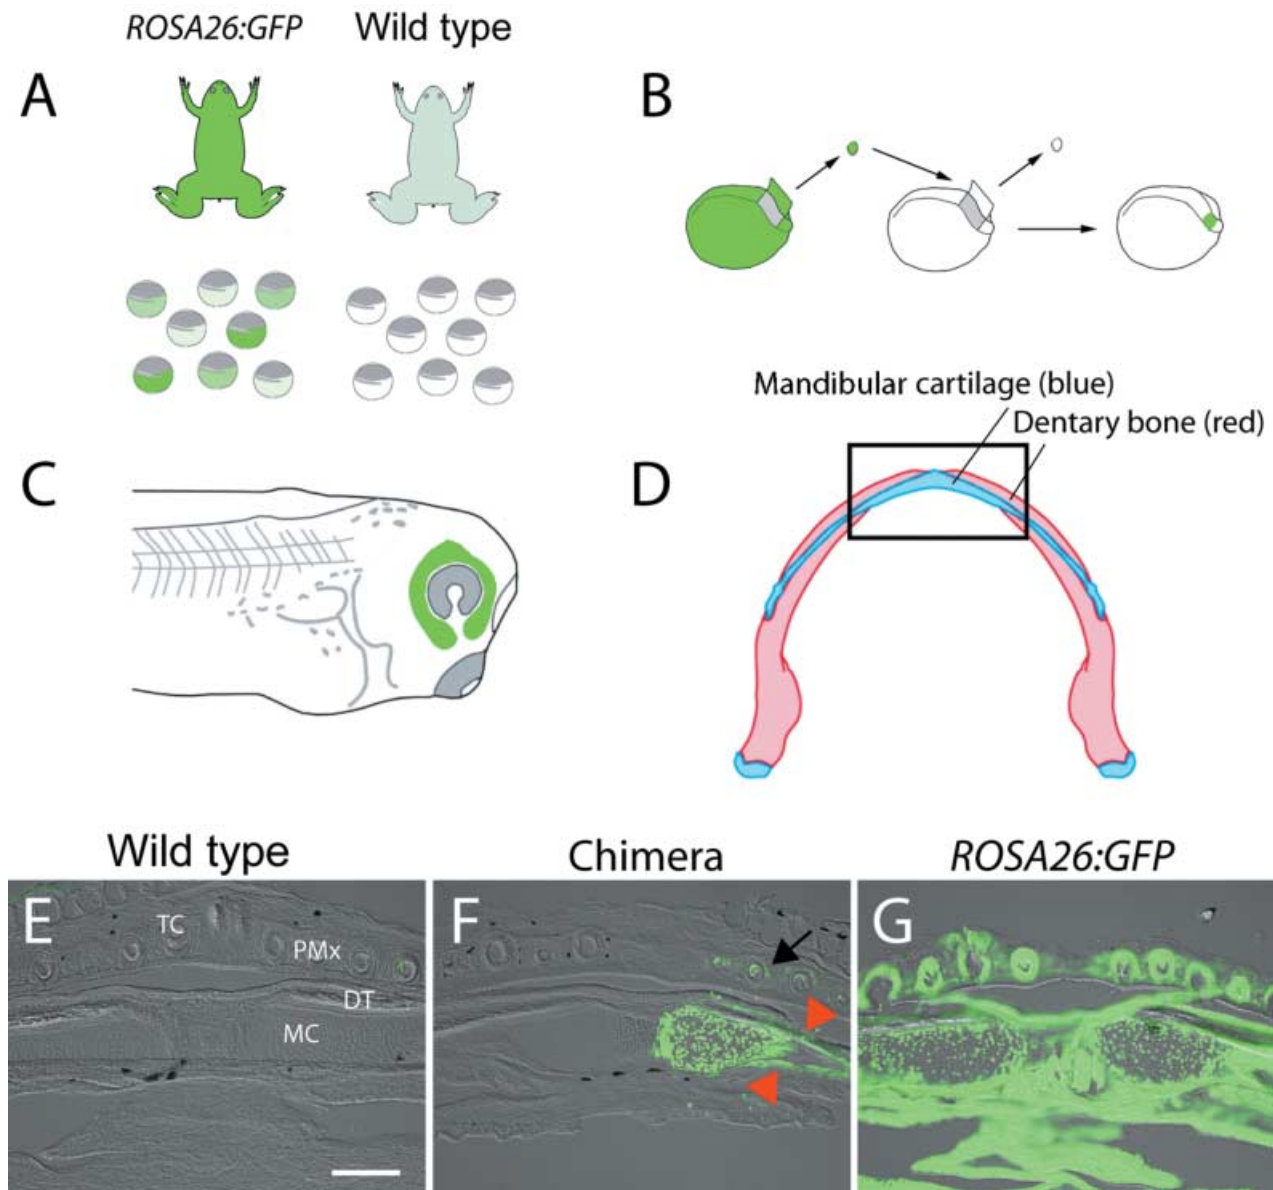 ROSA26:GFP Wild type
A
B
Mandibular cartilage (blue)
Dentary bone (red)
C
D
Wild type Chimera ROSA26:GFP
E
TC
PMx
DT
MC
F
G